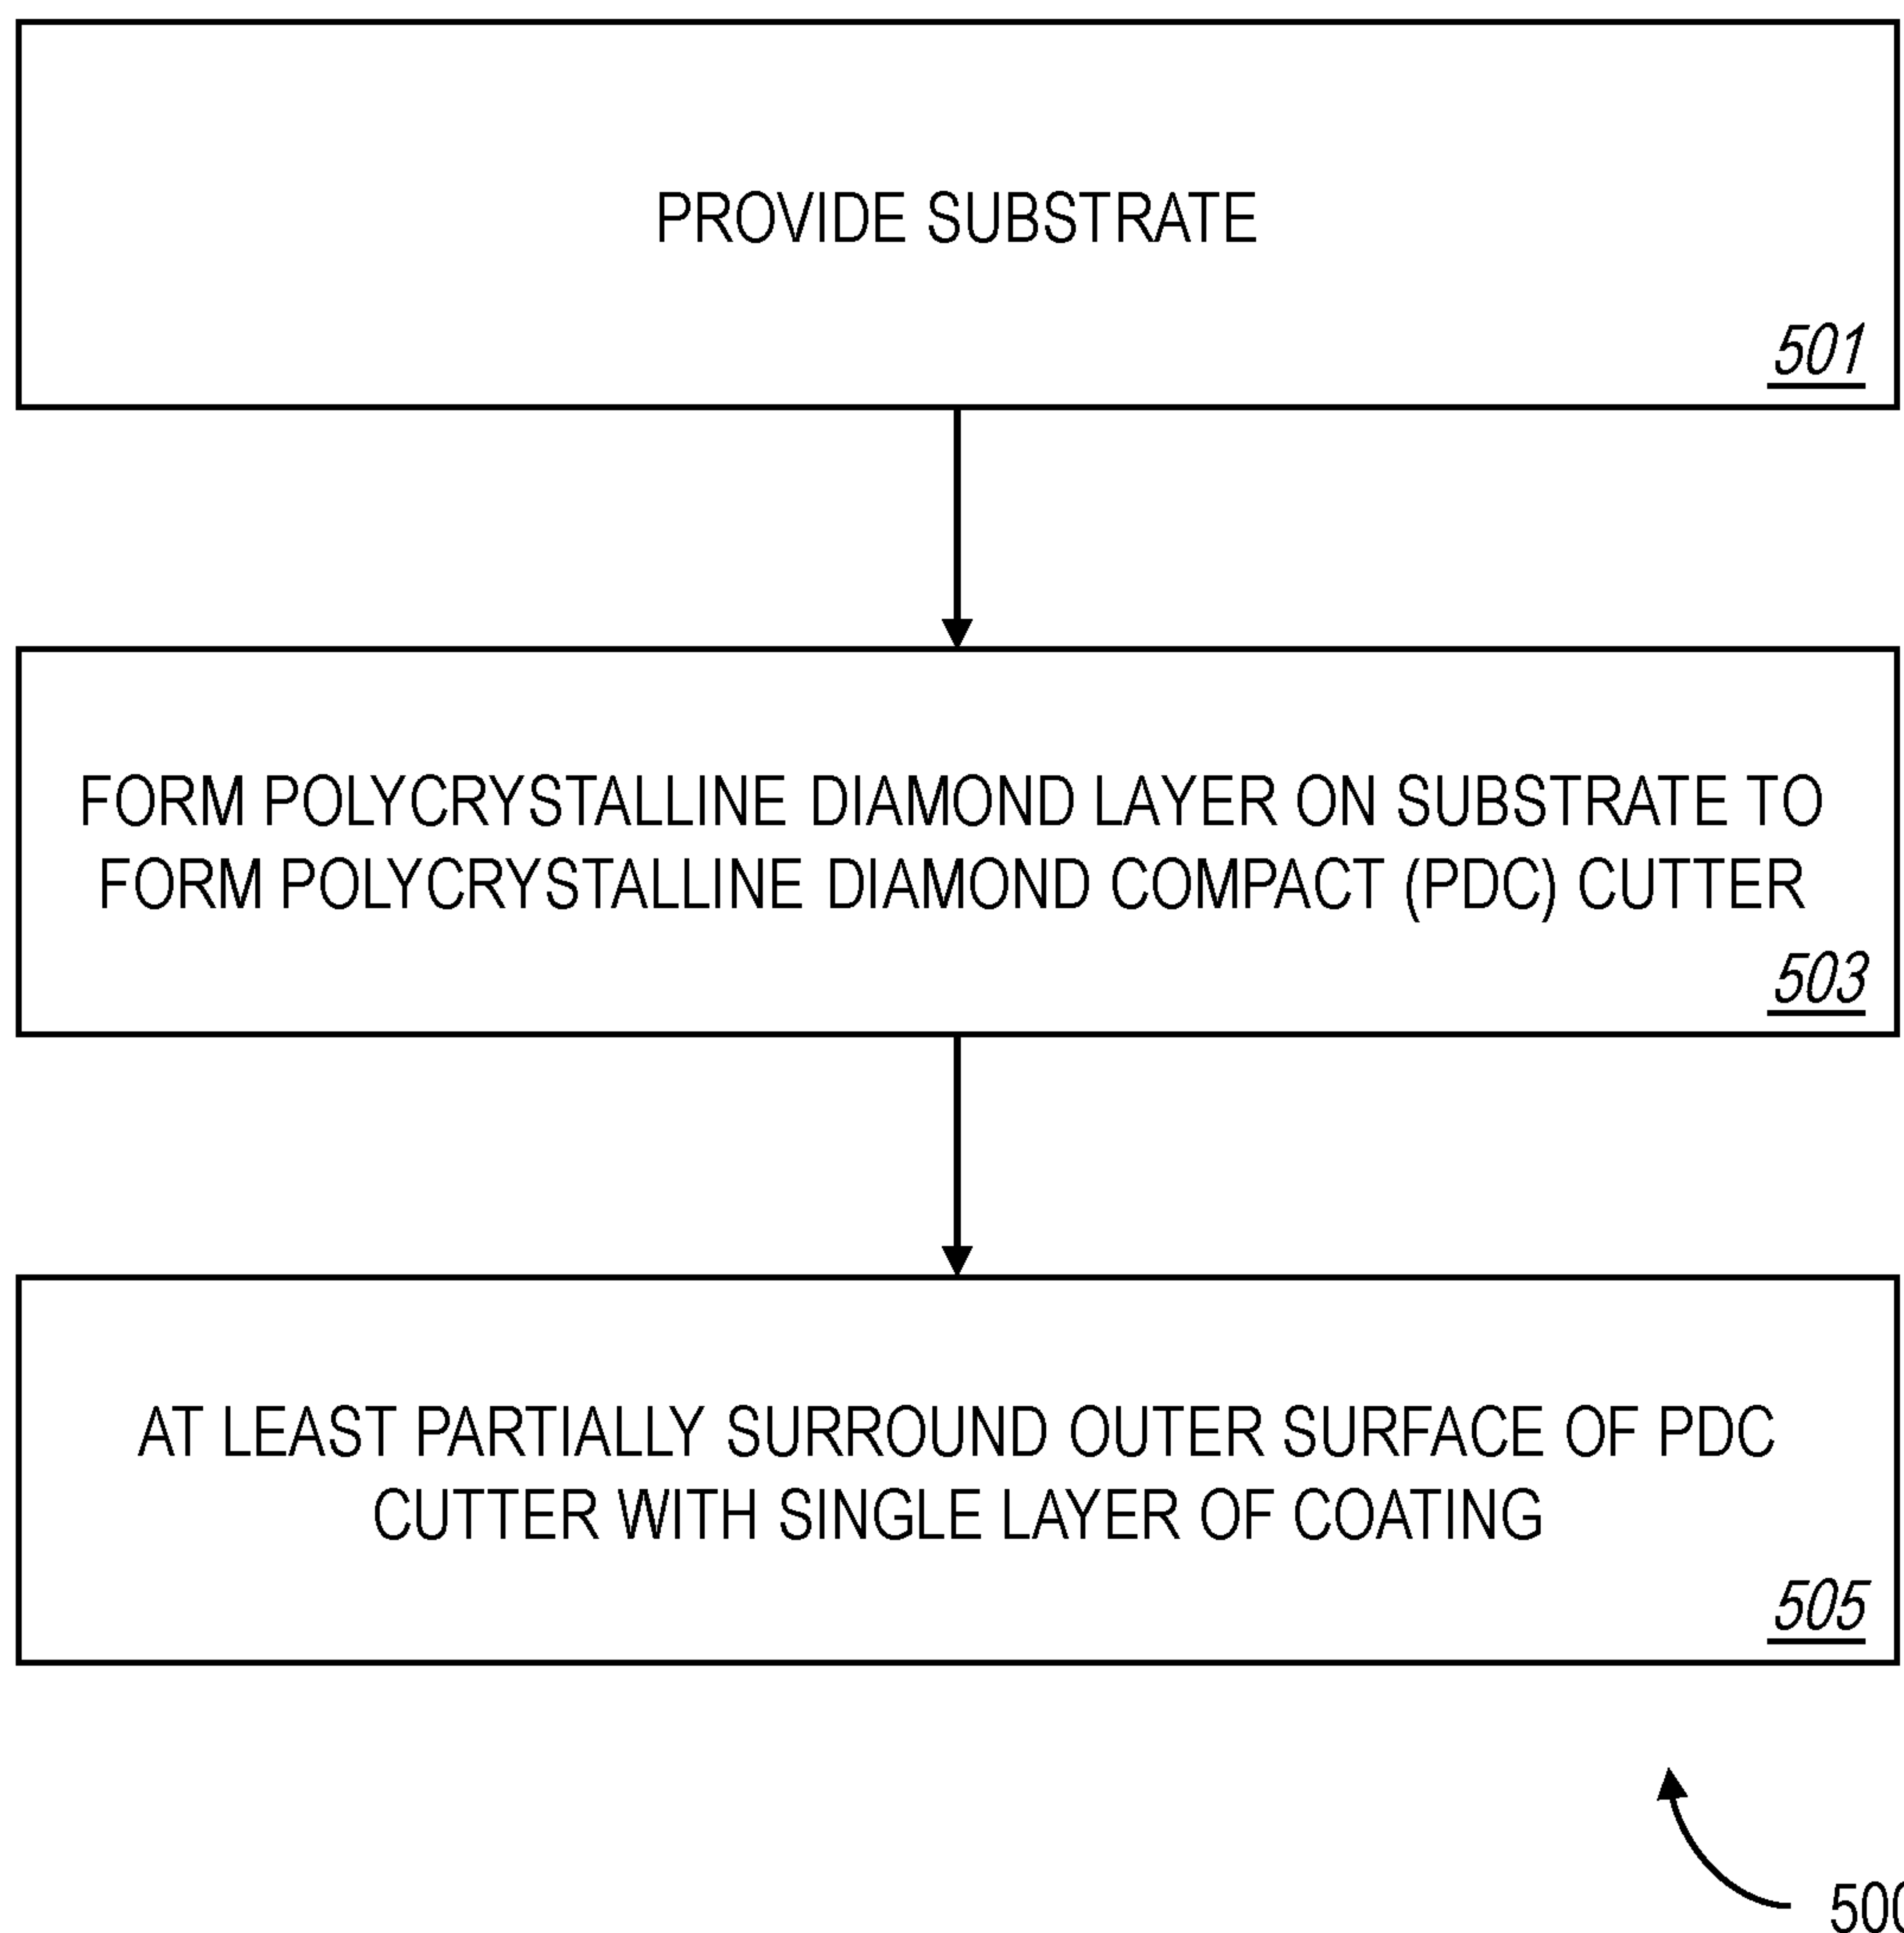 PROVIDE SUBSTRATE
501
FORM POLYCRYSTALLINE DIAMOND LAYER ON SUBSTRATE TO
FORM POLYCRYSTALLINE DIAMOND COMPACT (PDC) CUTTER
503
AT LEAST PARTIALLY SURROUND OUTER SURFACE OF PDC
CUTTER WITH SINGLE LAYER OF COATING
505
500